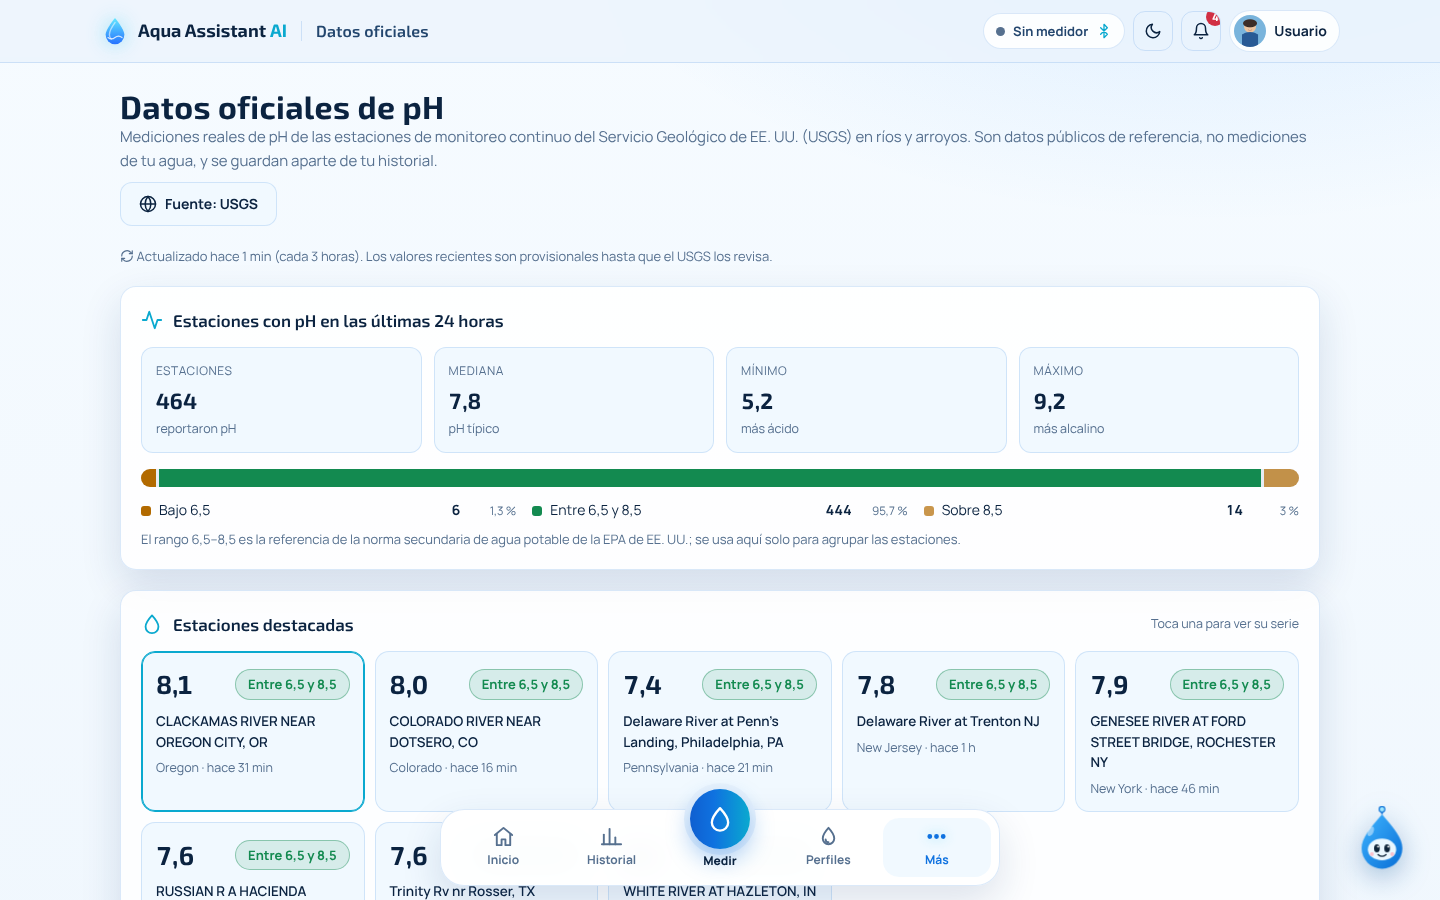 Aqua Assistant AI
Datos oficiales
Sin medidor
4
Usuario
Datos oficiales de pH
Mediciones reales de pH de las estaciones de monitoreo continuo del Servicio Geológico de EE. UU. (USGS) en ríos y arroyos. Son datos públicos de referencia, no mediciones
de tu agua, y se guardan aparte de tu historial.
Fuente: USGS
Actualizado hace 1 min (cada 3 horas). Los valores recientes son provisionales hasta que el USGS los revisa.
Estaciones con pH en las últimas 24 horas
ESTACIONES
464
reportaron pH
MEDIANA
7,8
pH típico
MÍNIMO
5,2
más ácido
MÁXIMO
9,2
más alcalino
Bajo 6,5 6 1,3 %
Entre 6,5 y 8,5 444 95,7 %
Sobre 8,5 14 3 %
El rango 6,5–8,5 es la referencia de la norma secundaria de agua potable de la EPA de EE. UU.; se usa aquí solo para agrupar las estaciones.
Estaciones destacadas
Toca una para ver su serie
8,1 Entre 6,5 y 8,5
CLACKAMAS RIVER NEAR
OREGON CITY, OR
Oregon · hace 31 min
8,0 Entre 6,5 y 8,5
COLORADO RIVER NEAR
DOTSERO, CO
Colorado · hace 16 min
7,4 Entre 6,5 y 8,5
Delaware River at Penn's
Landing, Philadelphia, PA
Pennsylvania · hace 21 min
7,8 Entre 6,5 y 8,5
Delaware River at Trenton NJ
New Jersey · hace 1 h
7,9 Entre 6,5 y 8,5
GENESEE RIVER AT FORD
STREET BRIDGE, ROCHESTER
NY
New York · hace 46 min
7,6 Entre 6,5 y 8,5
RUSSIAN R A HACIENDA
7,6
Trinity Rv nr Rosser, TX
WHITE RIVER AT HAZLETON, IN
Inicio
Historial
Medir
Perfiles
Más